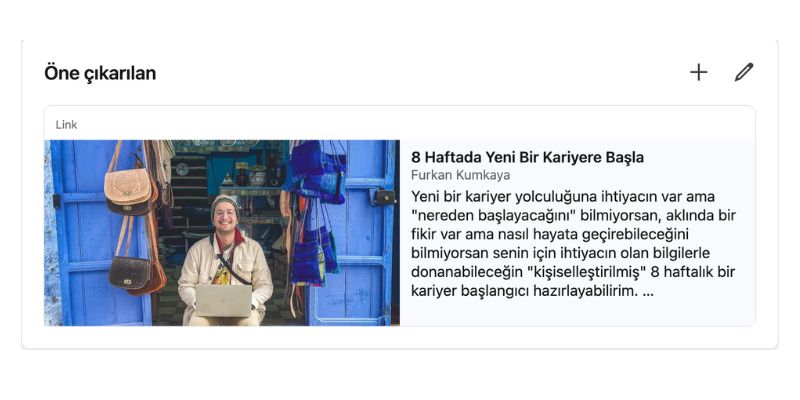 Öne çıkarılan
Link
8 Haftada Yeni Bir Kariyere Başla
Furkan Kumkaya
Yeni bir kariyer yolculuğuna ihtiyacın var ama
"nereden başlayacağını" bilmiyorsan, aklında bir
fikir var ama nasıl hayata geçirebileceğini
bilmiyorsan senin için ihtiyacın olan bilgilerle
donanabileceğin "kişiselleştirilmiş" 8 haftalık bir
kariyer başlangıcı hazırlayabilirim. ...